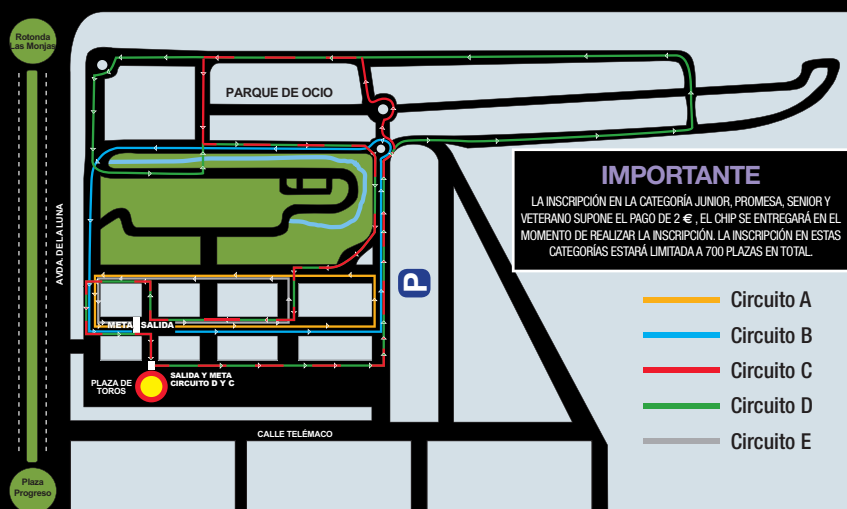 Rotonda
Las Monjas
PARQUE DE OCIO
IMPORTANTE
LA INSCRIPCIÓN EN LA CATEGORÍA JUNIOR, PROMESA, SENIOR Y
VETERANO SUPONE EL PAGO DE 2 €, EL CHIP SE ENTREGARÁ EN EL
MOMENTO DE REALIZAR LA INSCRIPCIÓN. LA INSCRIPCIÓN EN ESTAS
CATEGORÍAS ESTARÁ LIMITADA A 700 PLAZAS EN TOTAL.
AVDA. DE LA LUNA
P
Circuito A
Circuito B
Circuito C
Circuito D
Circuito E
META SALIDA
SALIDA Y META
CIRCUITO D Y C
PLAZA DE
TOROS
CALLE TELÉMACO
Plaza
Progreso